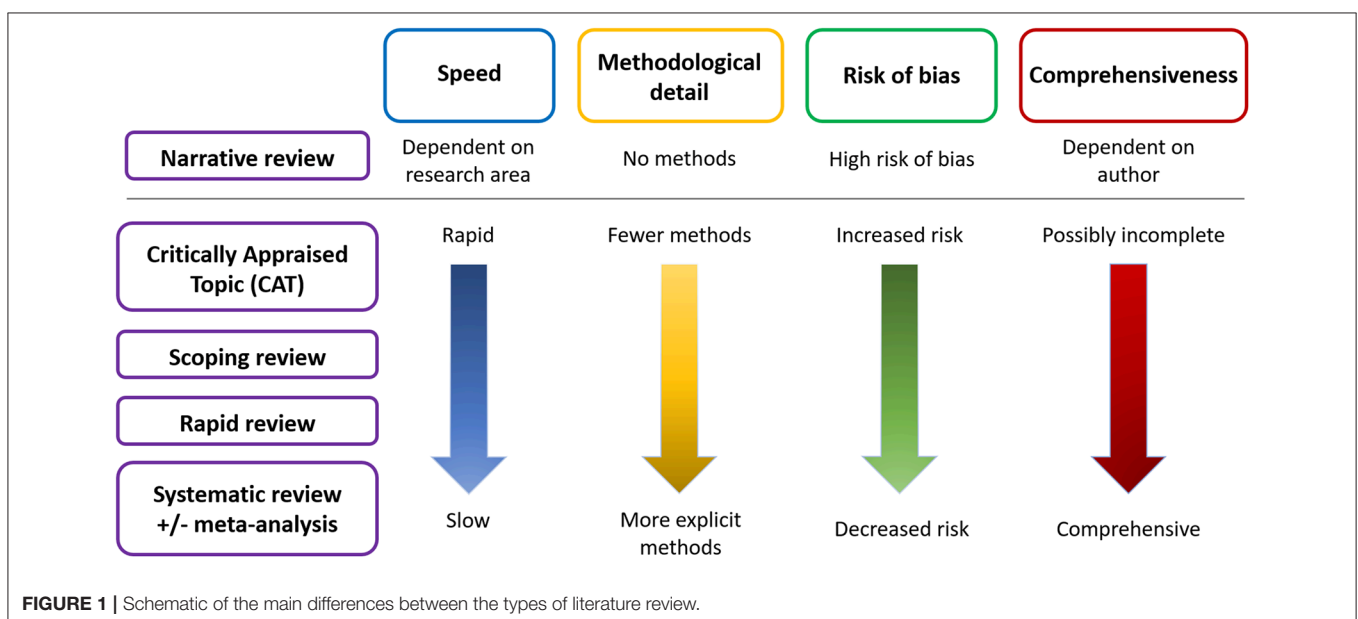 Speed
Methodological
detail
Risk of bias
Comprehensiveness
Narrative review
Dependent on
research area
No methods
High risk of bias
Dependent on
author
Critically Appraised
Topic (CAT)
Rapid
Fewer methods
Increased risk
Possibly incomplete
Scoping review
Rapid review
Systematic review
+/- meta-analysis
Slow
More explicit
methods
Decreased risk
Comprehensive
FIGURE 1 | Schematic of the main differences between the types of literature review.